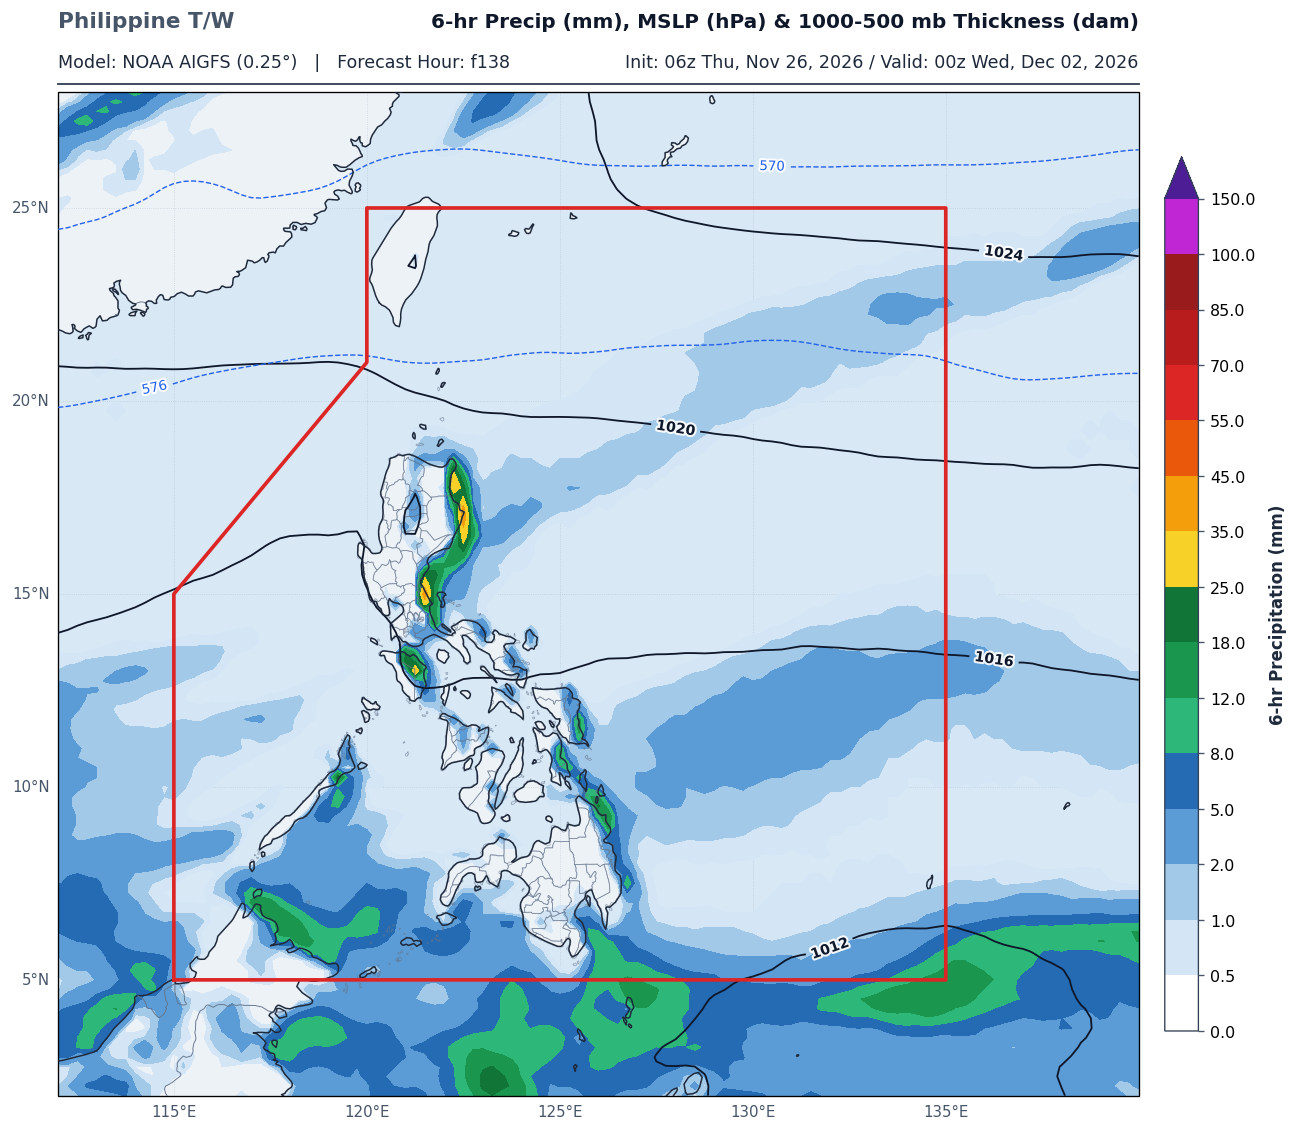 Philippine T/W
6-hr Precip (mm), MSLP (hPa) & 1000-500 mb Thickness (dam)
Model: NOAA AIGFS (0.25°) | Forecast Hour: f138
Init: 06z Thu, Nov 26, 2026 / Valid: 00z Wed, Dec 02, 2026
570
1024
576
1020
1016
1012
25°N
20°N
15°N
10°N
5°N
115°E
120°E
125°E
130°E
135°E
150.0
100.0
85.0
70.0
55.0
45.0
35.0
25.0
18.0
12.0
8.0
5.0
2.0
1.0
0.5
0.0
6-hr Precipitation (mm)